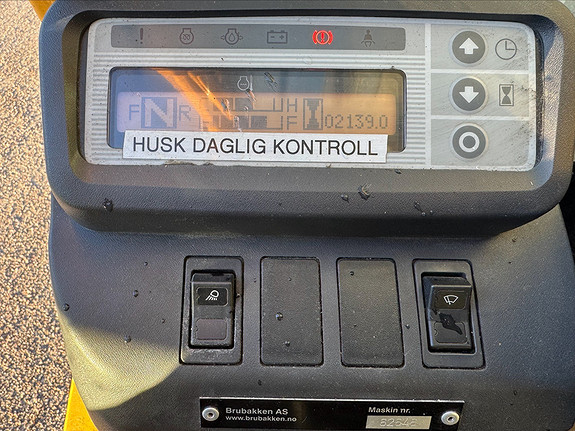 F N R
H
F
02139.0
HUSK DAGLIG KONTROLL
Brubakken AS
www.brubakken.no
Maskin nr.